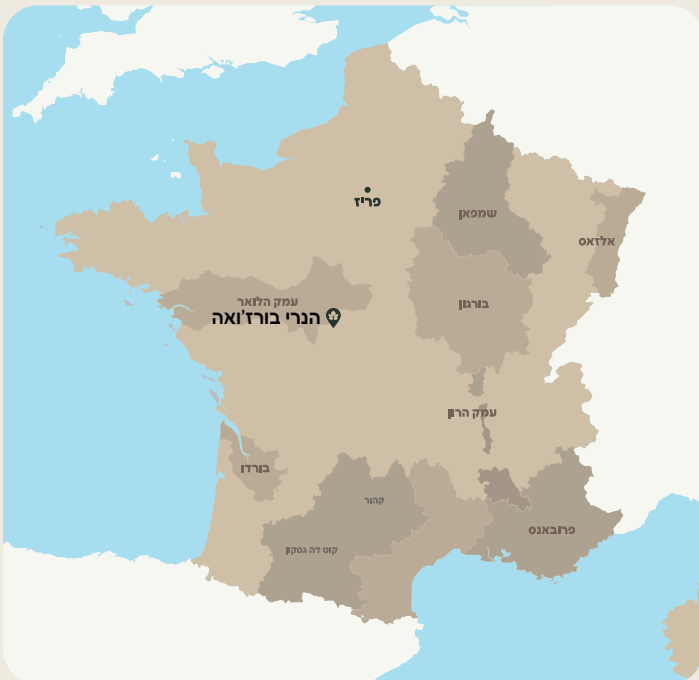 פריז
שמפאן
אלזאס
עמק הלואר
הנרי בורז'ואה
בורגון
עמק הרון
בורדו
קהור
פרובאנס
קוט דה גסקון